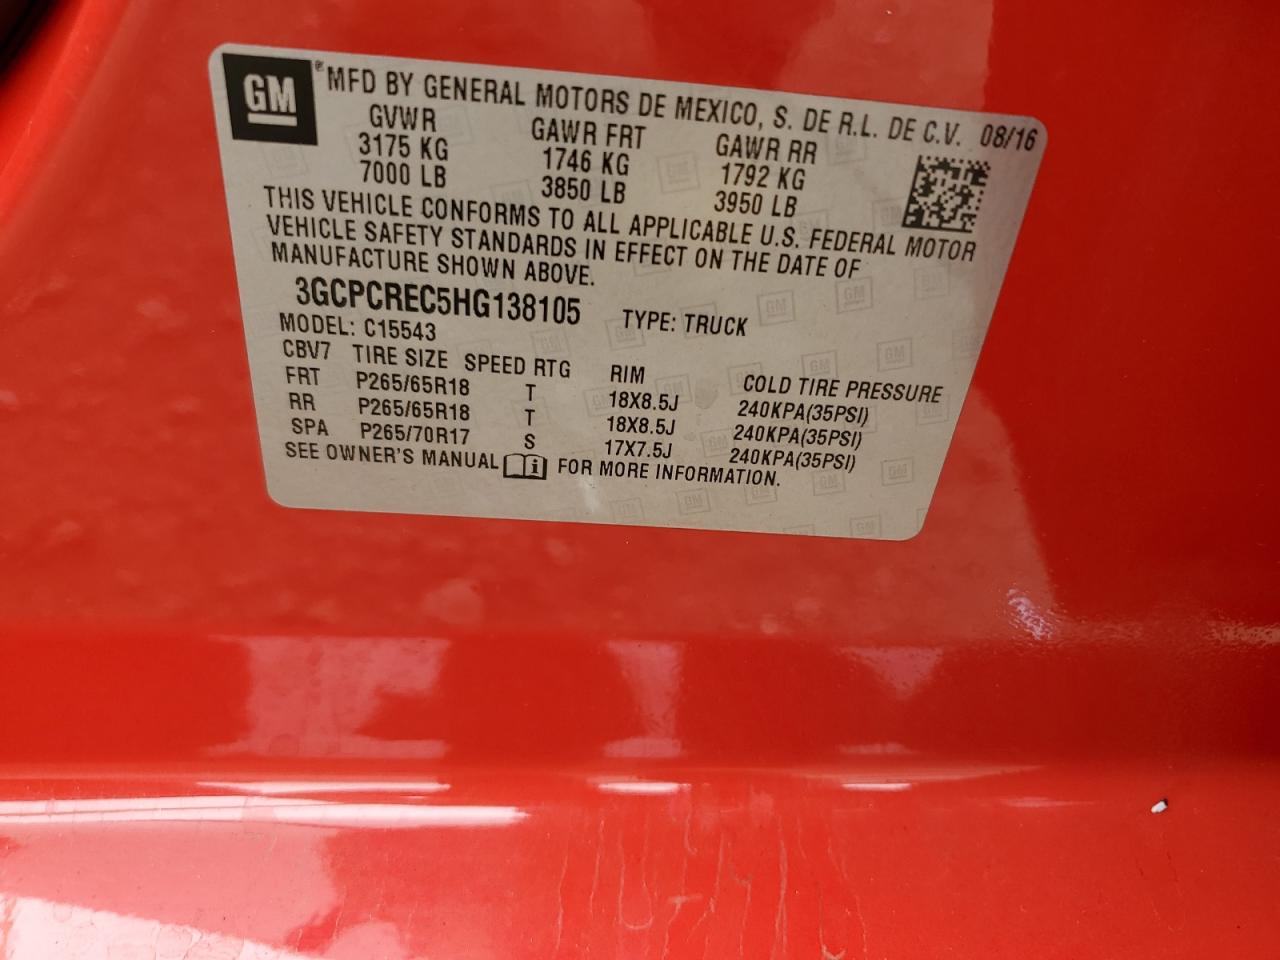 GM ® MFD BY GENERAL MOTORS DE MEXICO, S. DE R.L. DE C.V. 08/16
GVWR GAWR FRT GAWR RR
3175 KG 1746 KG 1792 KG
7000 LB 3850 LB 3950 LB
THIS VEHICLE CONFORMS TO ALL APPLICABLE U.S. FEDERAL MOTOR
VEHICLE SAFETY STANDARDS IN EFFECT ON THE DATE OF
MANUFACTURE SHOWN ABOVE.
3GCPCREC5HG138105 TYPE: TRUCK
MODEL: C15543
CBV7 TIRE SIZE SPEED RTG RIM COLD TIRE PRESSURE
FRT P265/65R18 T 18X8.5J 240KPA(35PSI)
RR P265/65R18 T 18X8.5J 240KPA(35PSI)
SPA P265/70R17 S 17X7.5J 240KPA(35PSI)
SEE OWNER'S MANUAL i FOR MORE INFORMATION.